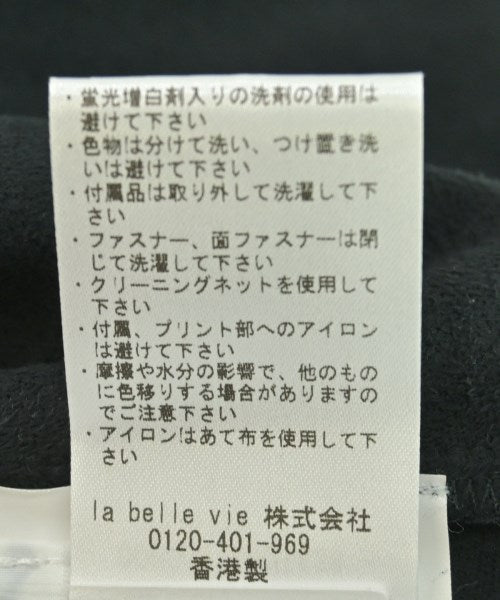 ・蛍光増白剤入りの洗剤の使用は
避けて下さい
・色物は分けて洗い、つけ置き洗
いは避けて下さい
・付属品は取り外して洗濯して下
さい
・ファスナー、面ファスナーは閉
じて洗濯して下さい
・クリーニングネットを使用して
下さい
・付属、プリント部へのアイロン
は避けて下さい
・摩擦や水分の影響で、他のもの
に色移りする場合がありますの
でご注意下さい
・アイロンはあて布を使用して下
さい
la belle vie 株式会社
0120-401-969
香港製